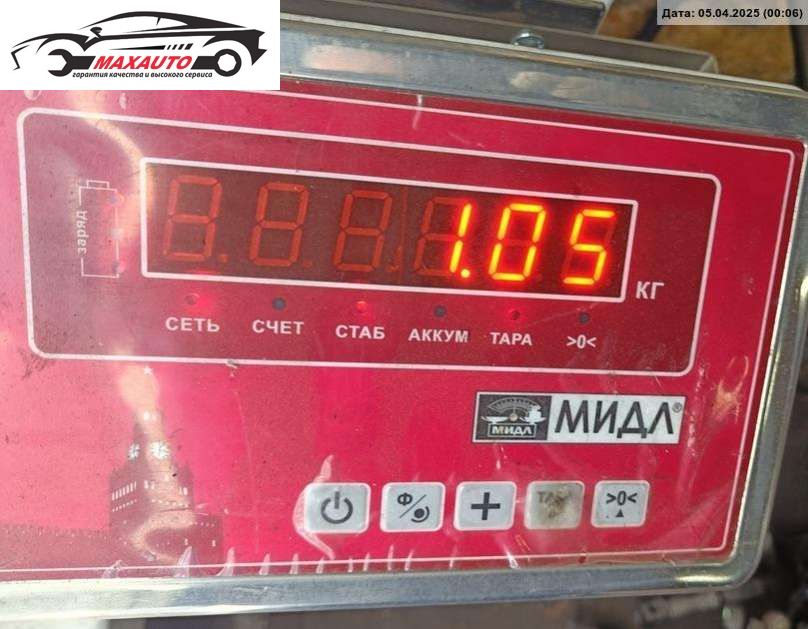 Дата: 05.04.2025 (00:06)
MAXAUTO
гарантия качества и высокого сервиса
заряд
1.05
КГ
СЕТЬ СЧЕТ СТАБ АККУМ ТАРА >0<
МИДЛ МИДЛ®
Ф + >0<